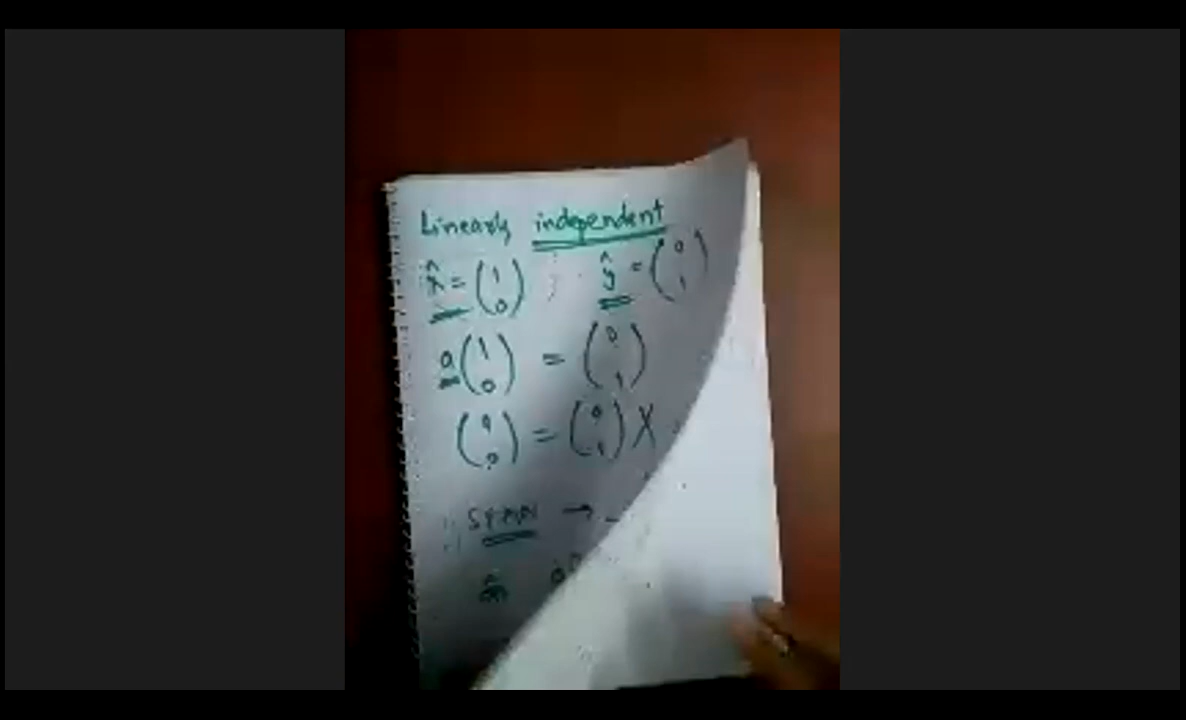 Linearly independent
x̂ = (1 0) ; ŷ = (0 1)
a (1 0) = (0 1)
(a 0) = (0 1) X
SPAN →